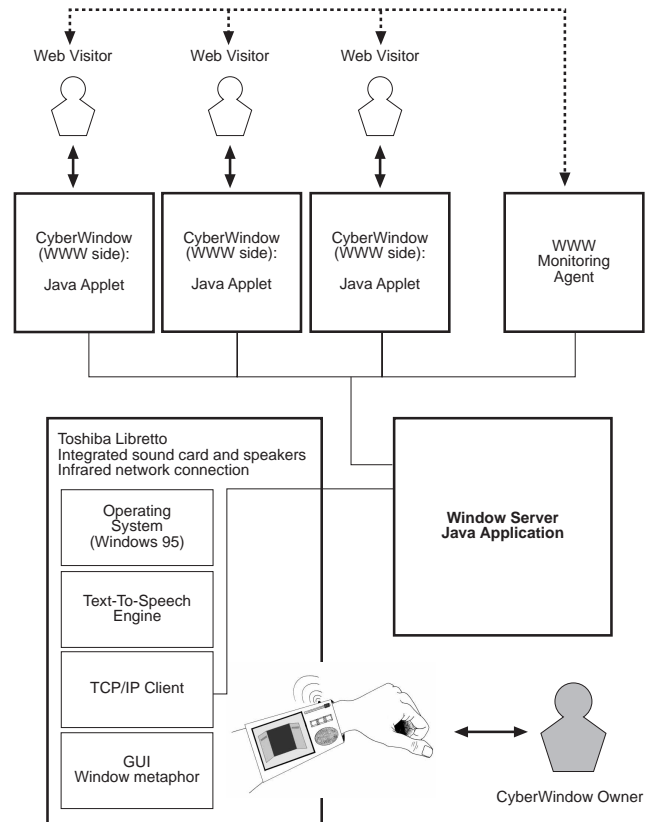 Web Visitor
Web Visitor
Web Visitor
CyberWindow
(WWW side):
Java Applet
CyberWindow
(WWW side):
Java Applet
CyberWindow
(WWW side):
Java Applet
WWW
Monitoring
Agent
Toshiba Libretto
Integrated sound card and speakers
Infrared network connection
Operating
System
(Windows 95)
Text-To-Speech
Engine
TCP/IP Client
GUI
Window metaphor
Window Server
Java Application
CyberWindow Owner